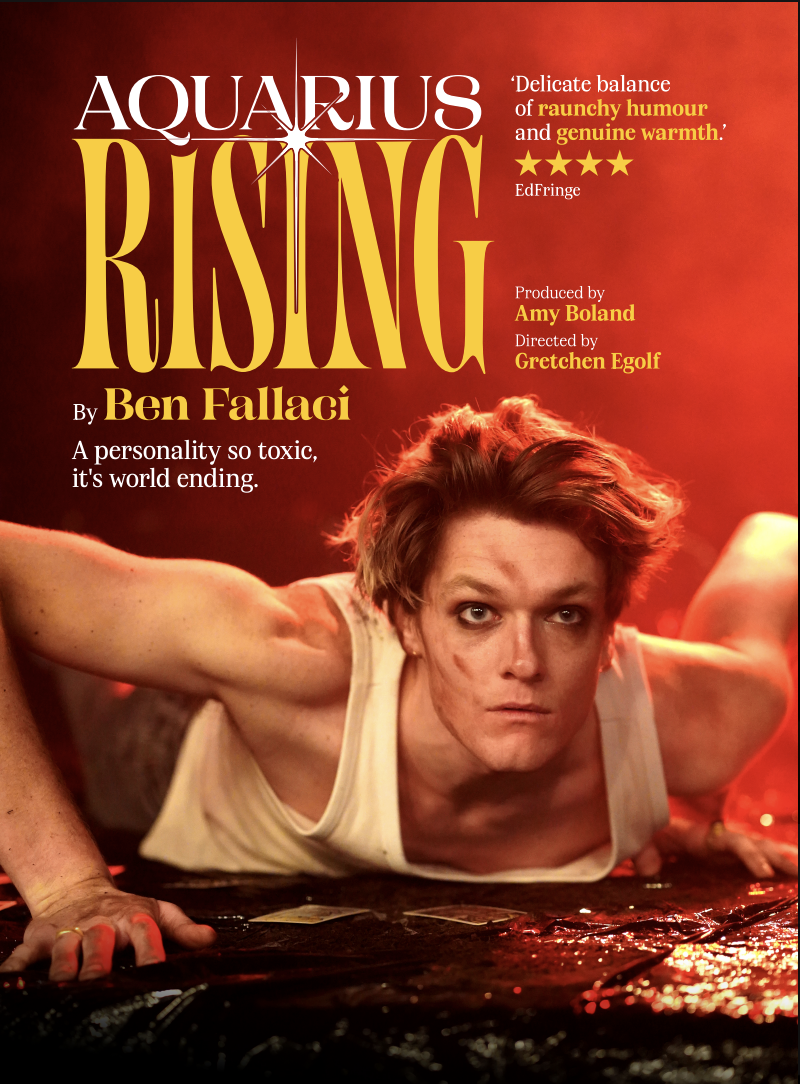 AQUARIUS
RISING
By Ben Fallaci
A personality so toxic,
it's world ending.
‘Delicate balance
of raunchy humour
and genuine warmth.’
★★★★
EdFringe
Produced by
Amy Boland
Directed by
Gretchen Egolf